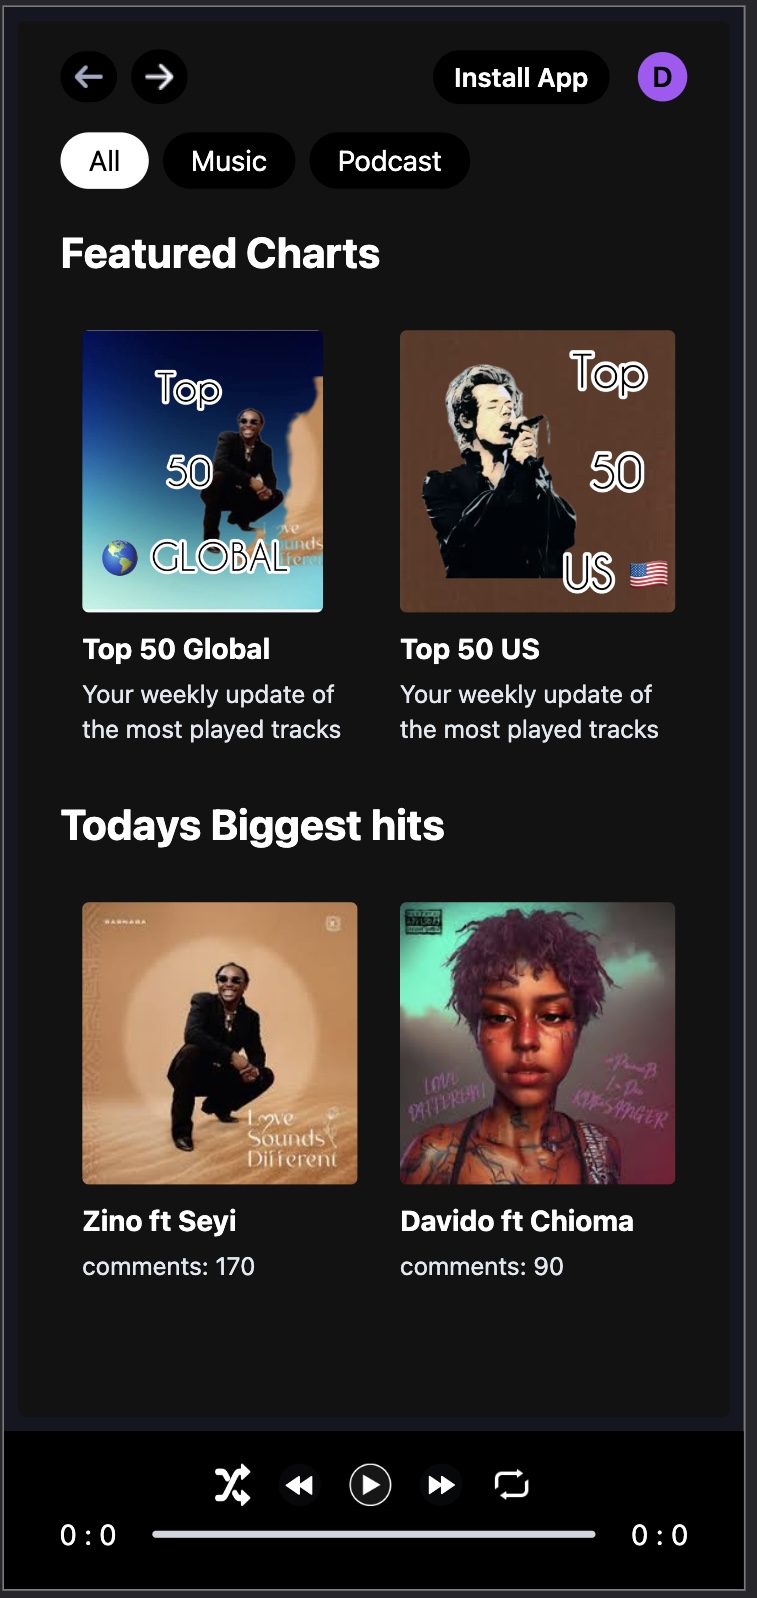 Install App
D
All
Music
Podcast
Featured Charts
Top
50
GLOBAL
Top
50
US
Top 50 Global
Your weekly update of
the most played tracks
Top 50 US
Your weekly update of
the most played tracks
Todays Biggest hits
Love
Sounds
Different
Zino ft Seyi
comments: 170
Davido ft Chioma
comments: 90
0 : 0
0 : 0